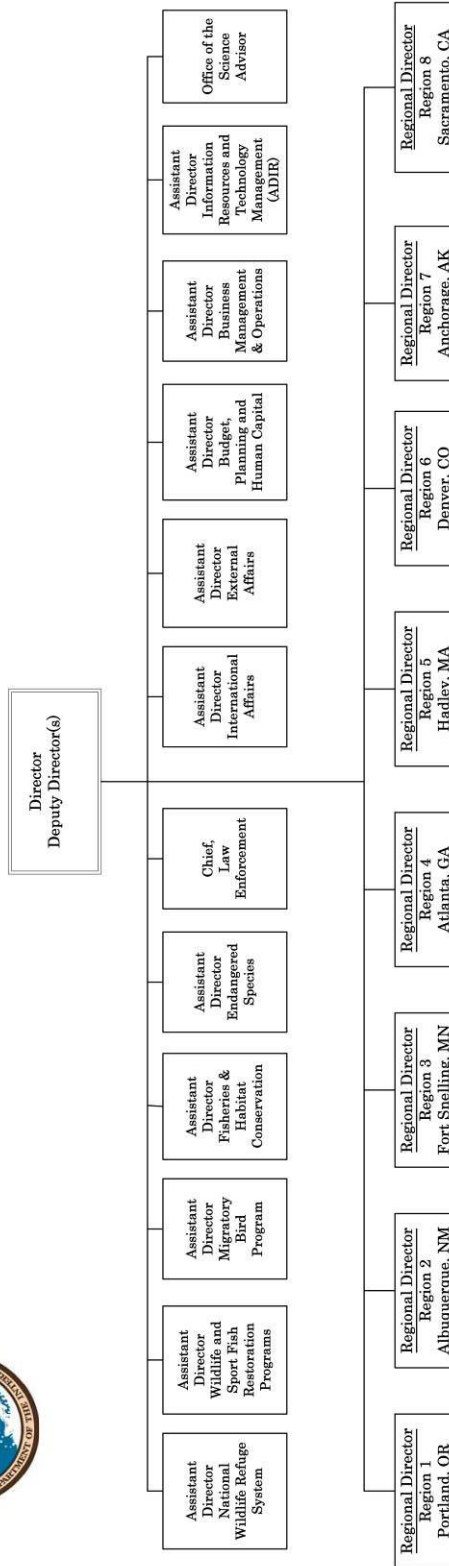 Director
Deputy Director(s)
Assistant
Director
National
Wildlife Refuge
System
Assistant
Director
Wildlife and
Sport Fish
Restoration
Programs
Assistant
Director
Migratory
Bird
Program
Assistant
Director
Fisheries &
Habitat
Conservation
Assistant
Director
Endangered
Species
Chief,
Law
Enforcement
Assistant
Director
International
Affairs
Assistant
Director
External
Affairs
Assistant
Director
Budget,
Planning and
Human Capital
Assistant
Director
Business
Management
& Operations
Assistant
Director
Information
Resources and
Technology
Management
(ADIR)
Office of the
Science
Advisor
Regional Director
Region 1
Portland, OR
Regional Director
Region 2
Albuquerque, NM
Regional Director
Region 3
Fort Snelling, MN
Regional Director
Region 4
Atlanta, GA
Regional Director
Region 5
Hadley, MA
Regional Director
Region 6
Denver, CO
Regional Director
Region 7
Anchorage, AK
Regional Director
Region 8
Sacramento, CA
OF THE INTERIOR